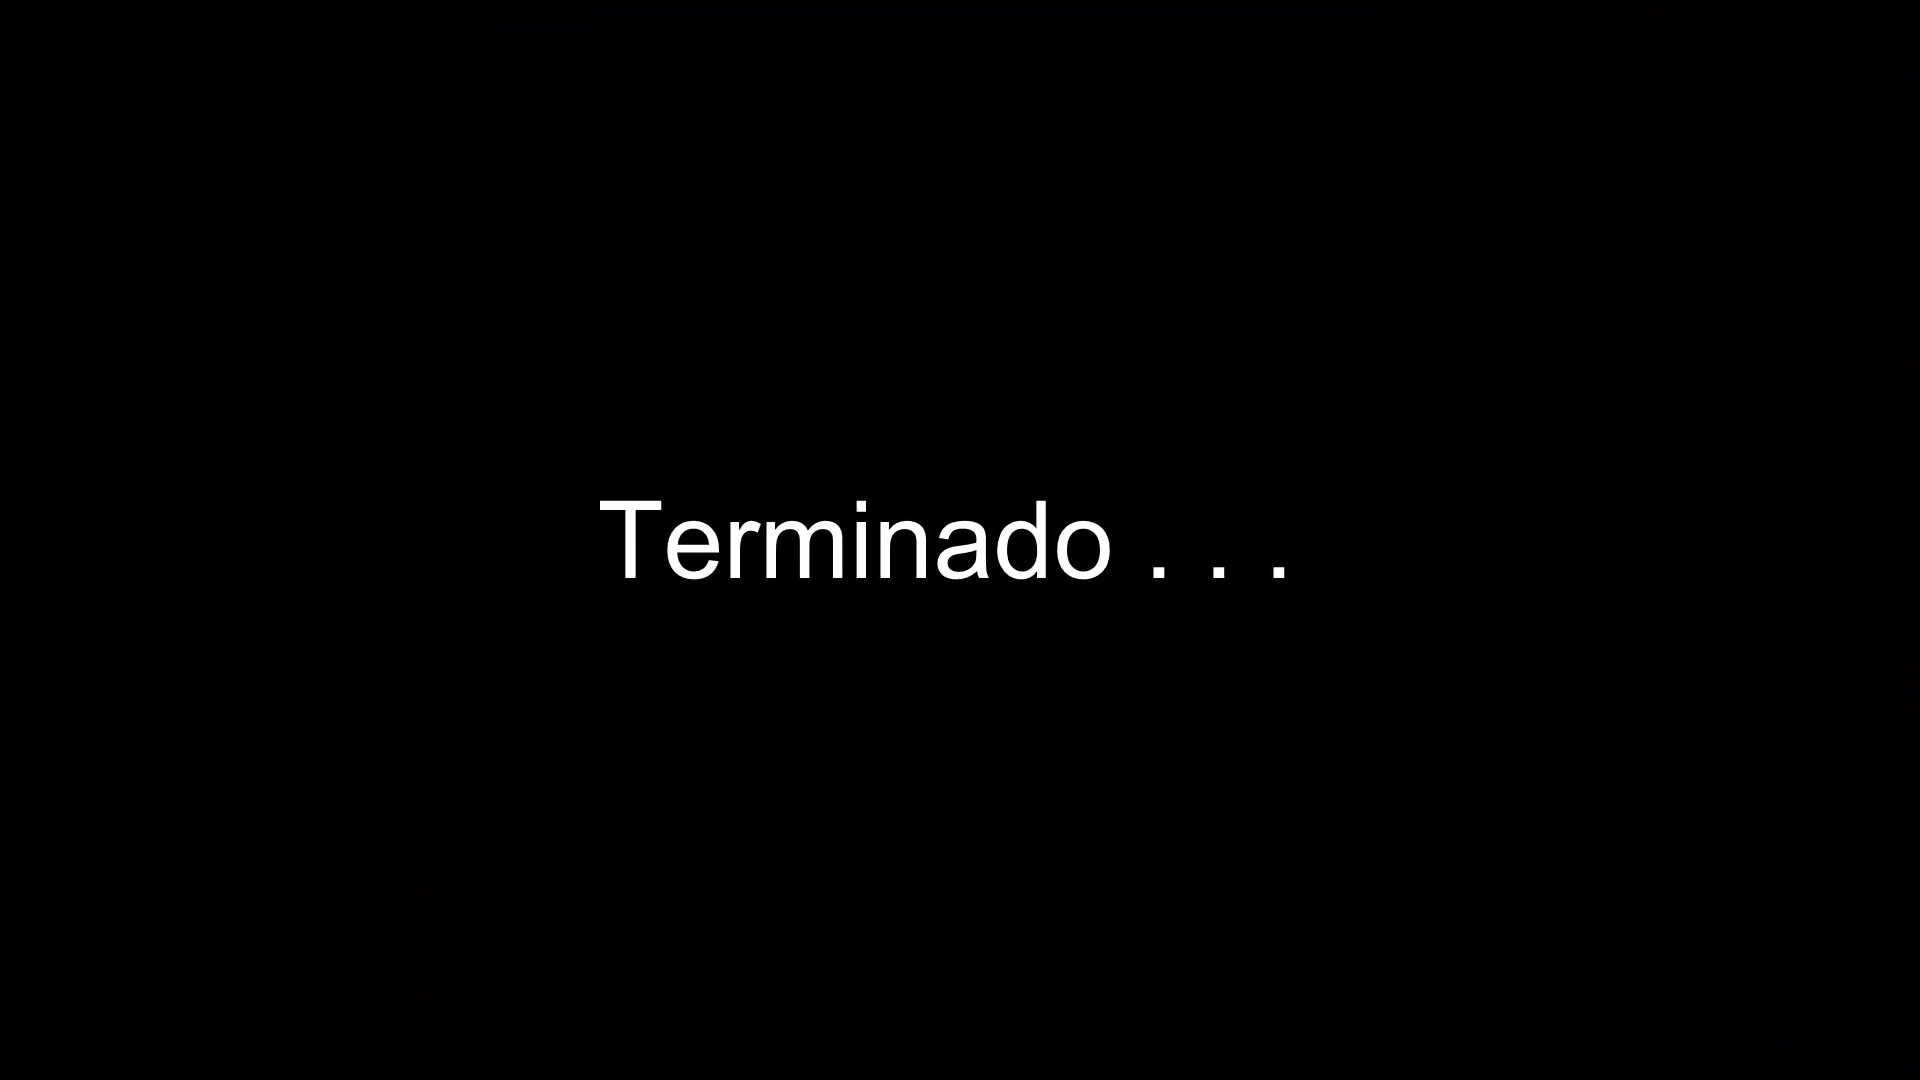 Terminado . . .